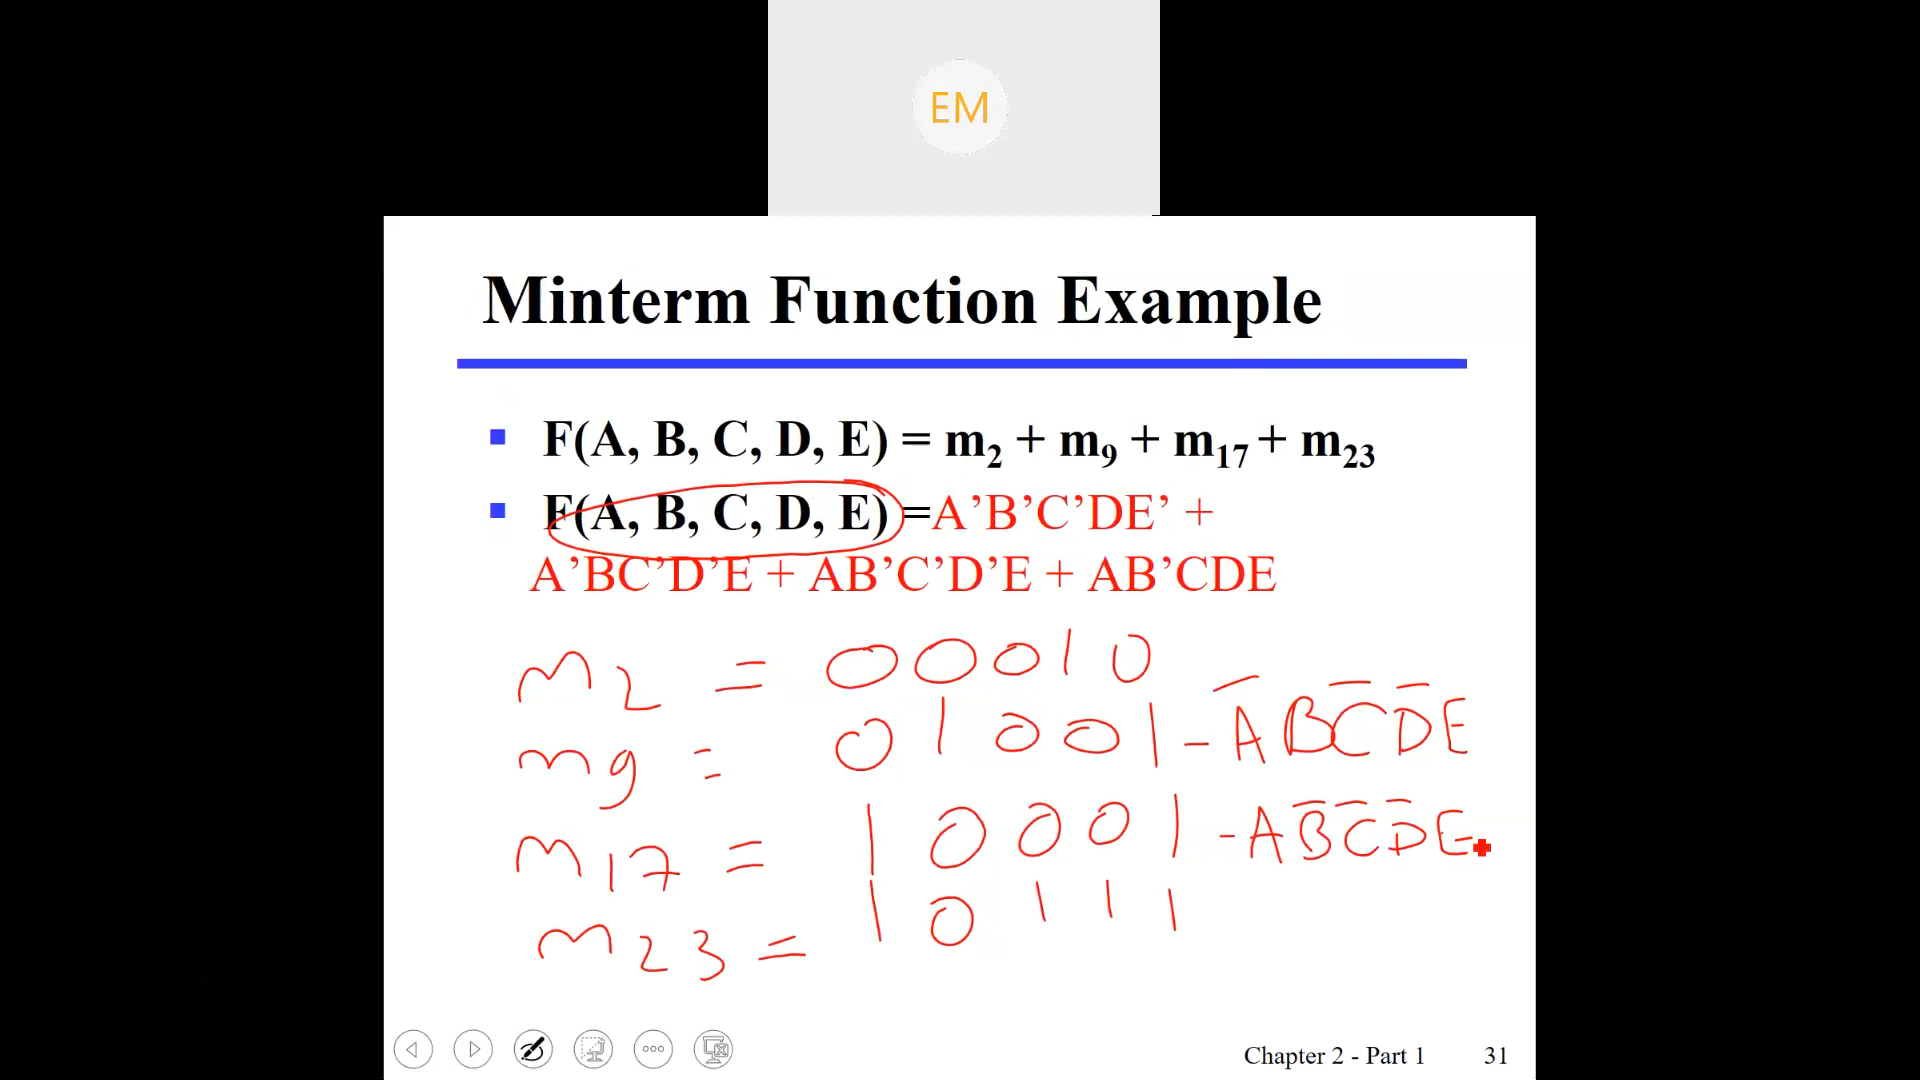 EM
Minterm Function Example
F(A, B, C, D, E) = m₂ + m₉ + m₁₇ + m₂₃
F(A, B, C, D, E) =A’B’C’DE’ +
A’BC’D’E + AB’C’D’E + AB’CDE
m₂ = 00010
m₉ = 01001 - A̅BC̅D̅E
m₁₇ = 10001 - AB̅C̅D̅E
m₂₃ = 10111
Chapter 2 - Part 1 31